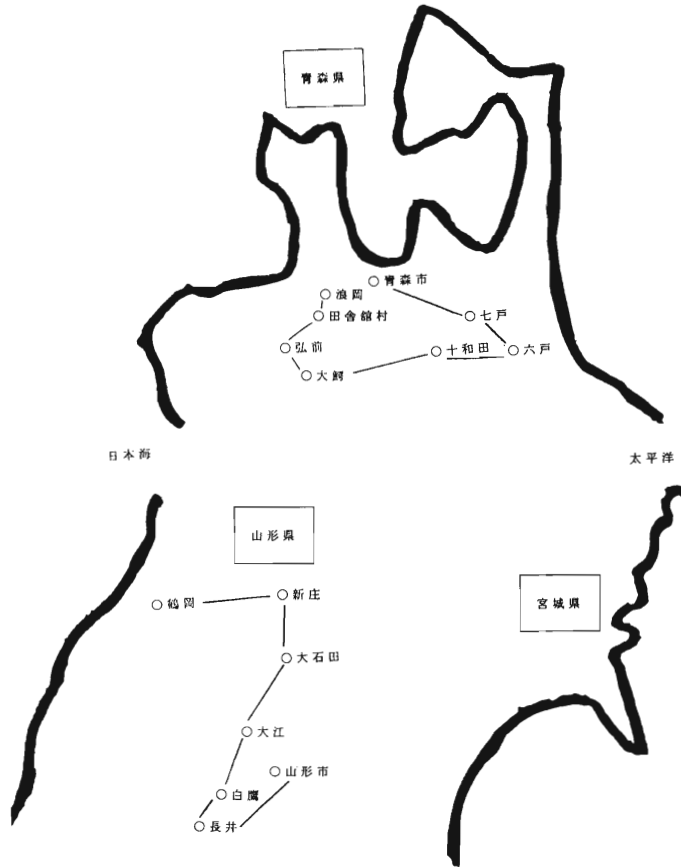 青森県
青森市
浪岡
田舎館村
七戸
弘前
十和田
六戸
大鰐
日本海
太平洋
山形県
宮城県
鶴岡
新庄
大石田
大江
山形市
白鷹
長井